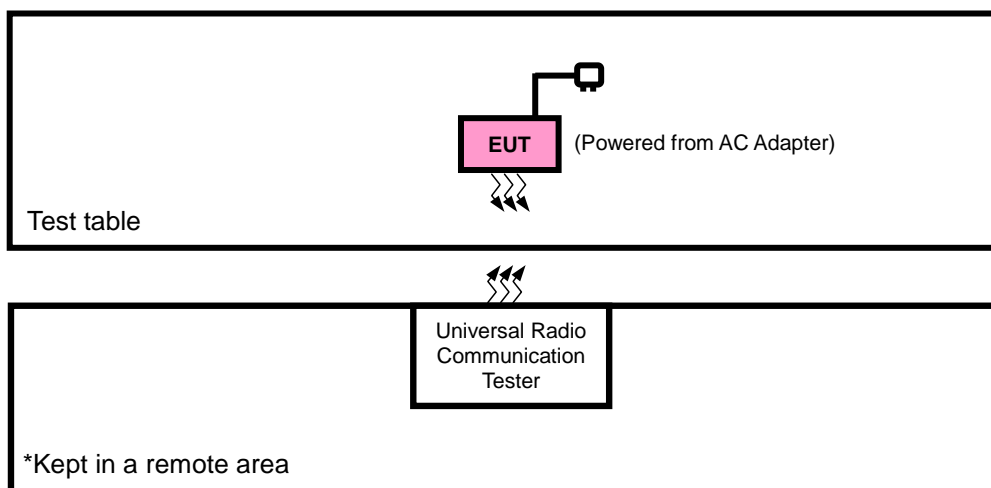 EUT
(Powered from AC Adapter)
Test table
Universal Radio
Communication
Tester
*Kept in a remote area